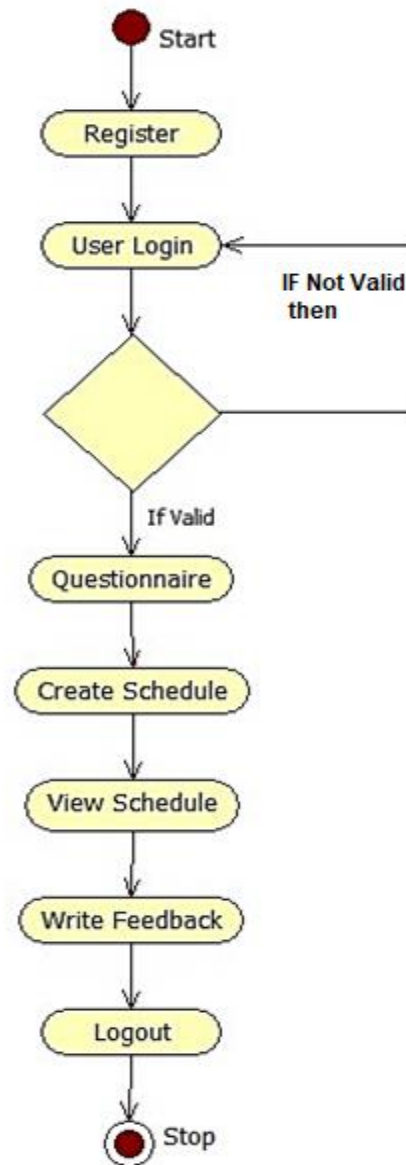 Start
Register
User Login
IF Not Valid
then
If Valid
Questionnaire
Create Schedule
View Schedule
Write Feedback
Logout
Stop